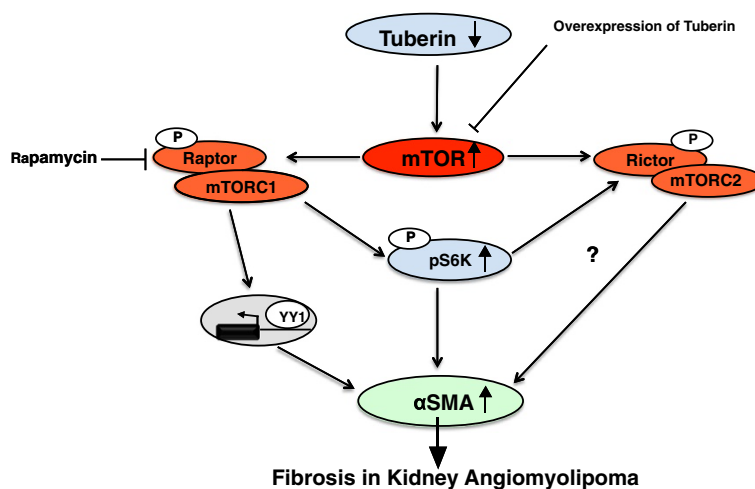 Overexpression of Tuberin
Tuberin
P
Rapamycin
Raptor
mTORC1
mTOR
P
Rictor
mTORC2
P
pS6K
?
YY1
αSMA
Fibrosis in Kidney Angiomyolipoma